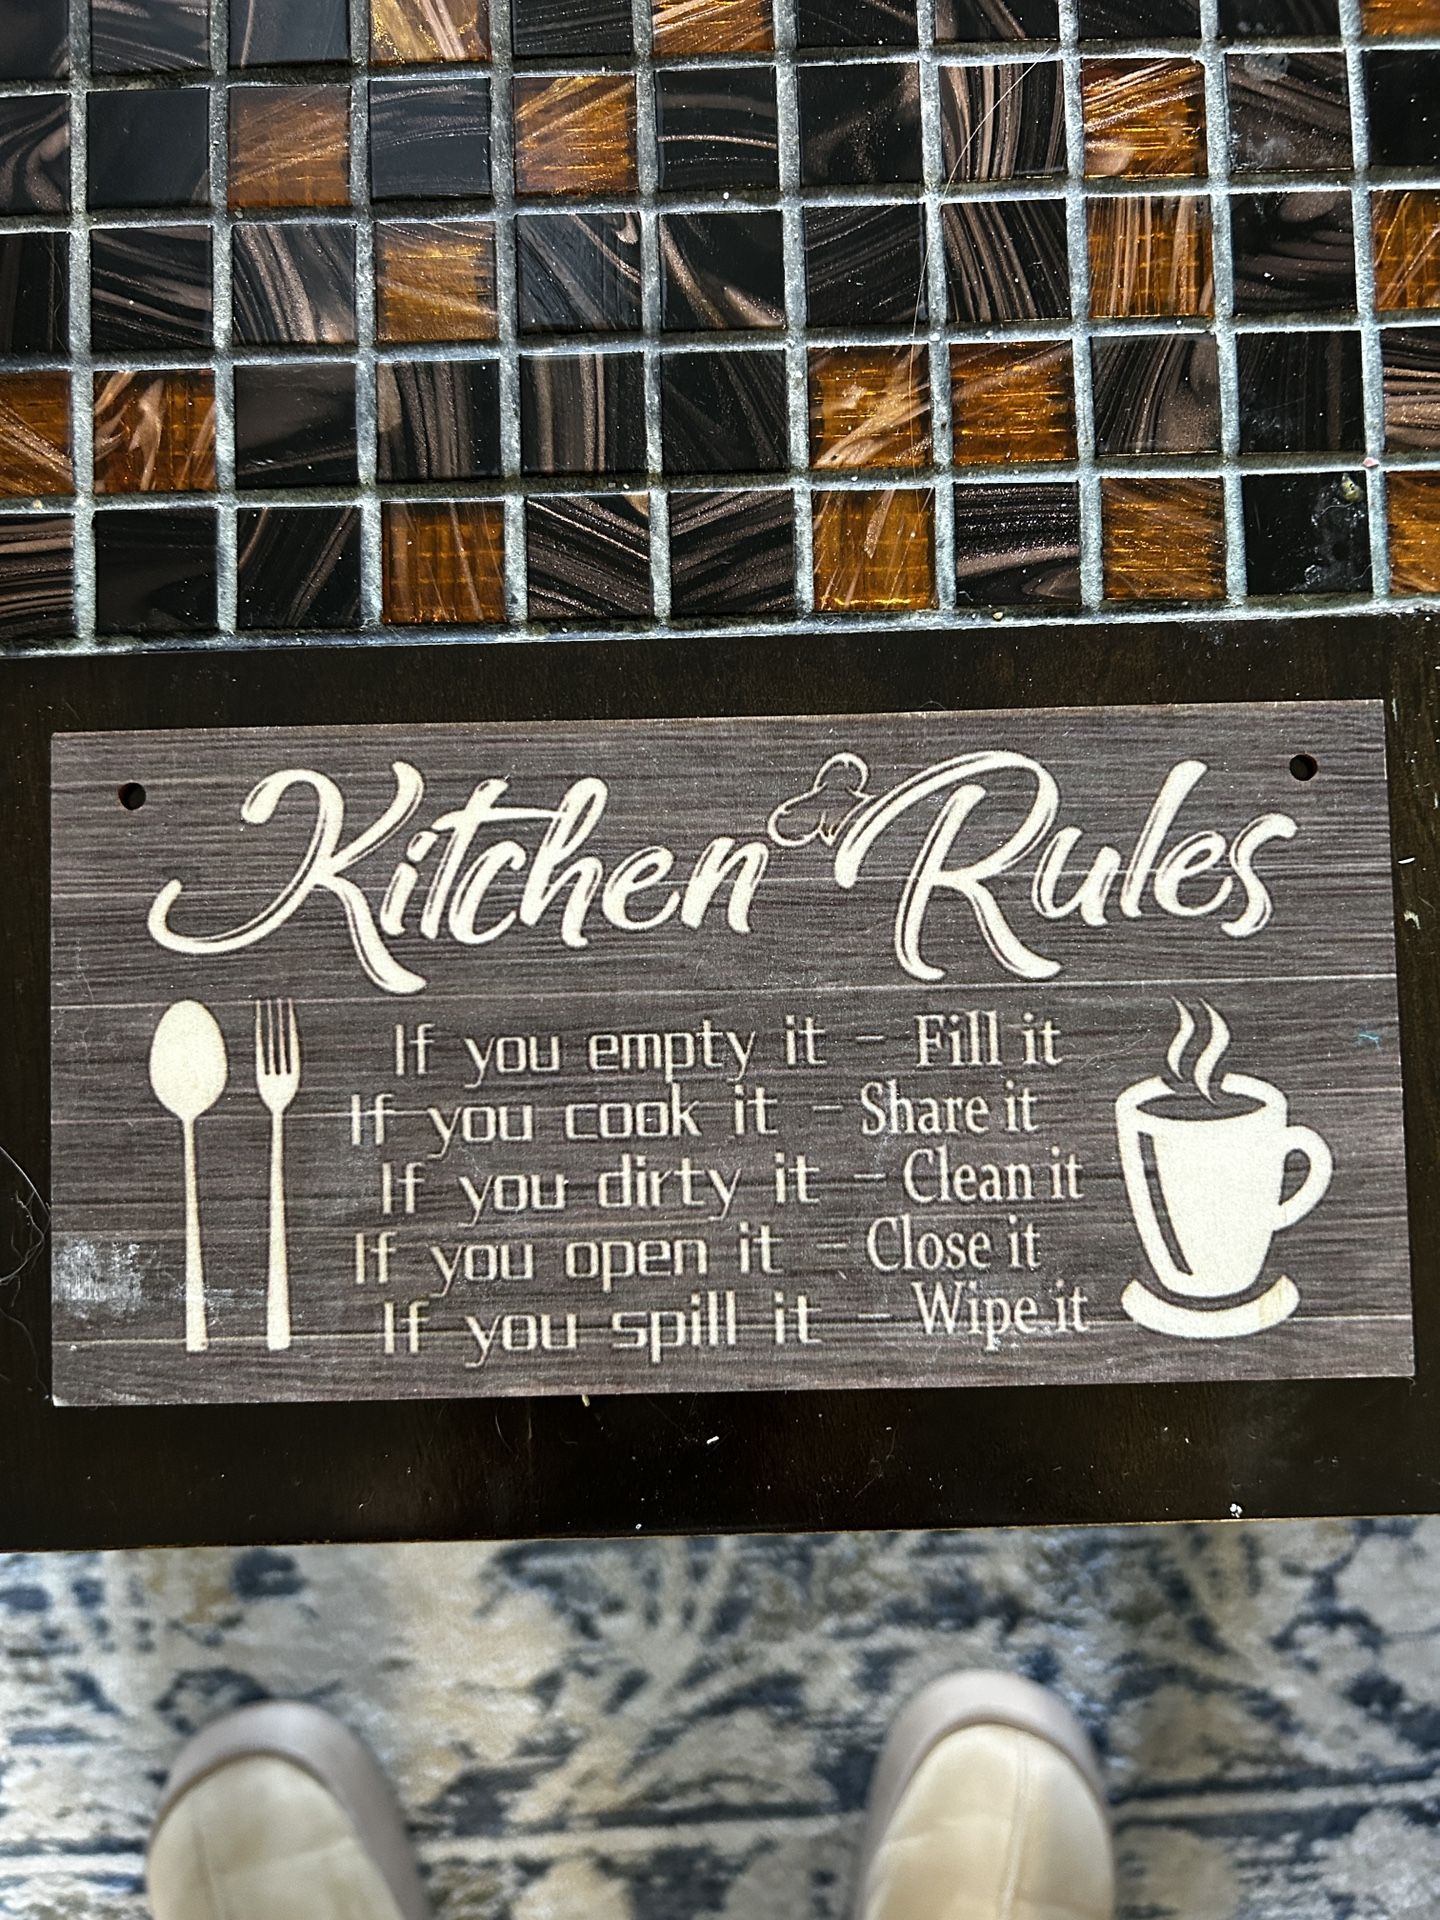 Kitchen Rules
If you empty it - Fill it
If you cook it - Share it
If you dirty it - Clean it
If you open it - Close it
If you spill it - Wipe it